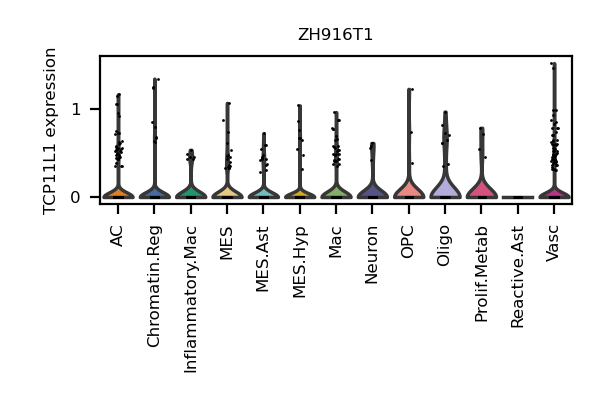 ZH916T1
TCP11L1 expression
1
0
AC
Chromatin.Reg
Inflammatory.Mac
MES
MES.Ast
MES.Hyp
Mac
Neuron
OPC
Oligo
Prolif.Metab
Reactive.Ast
Vasc